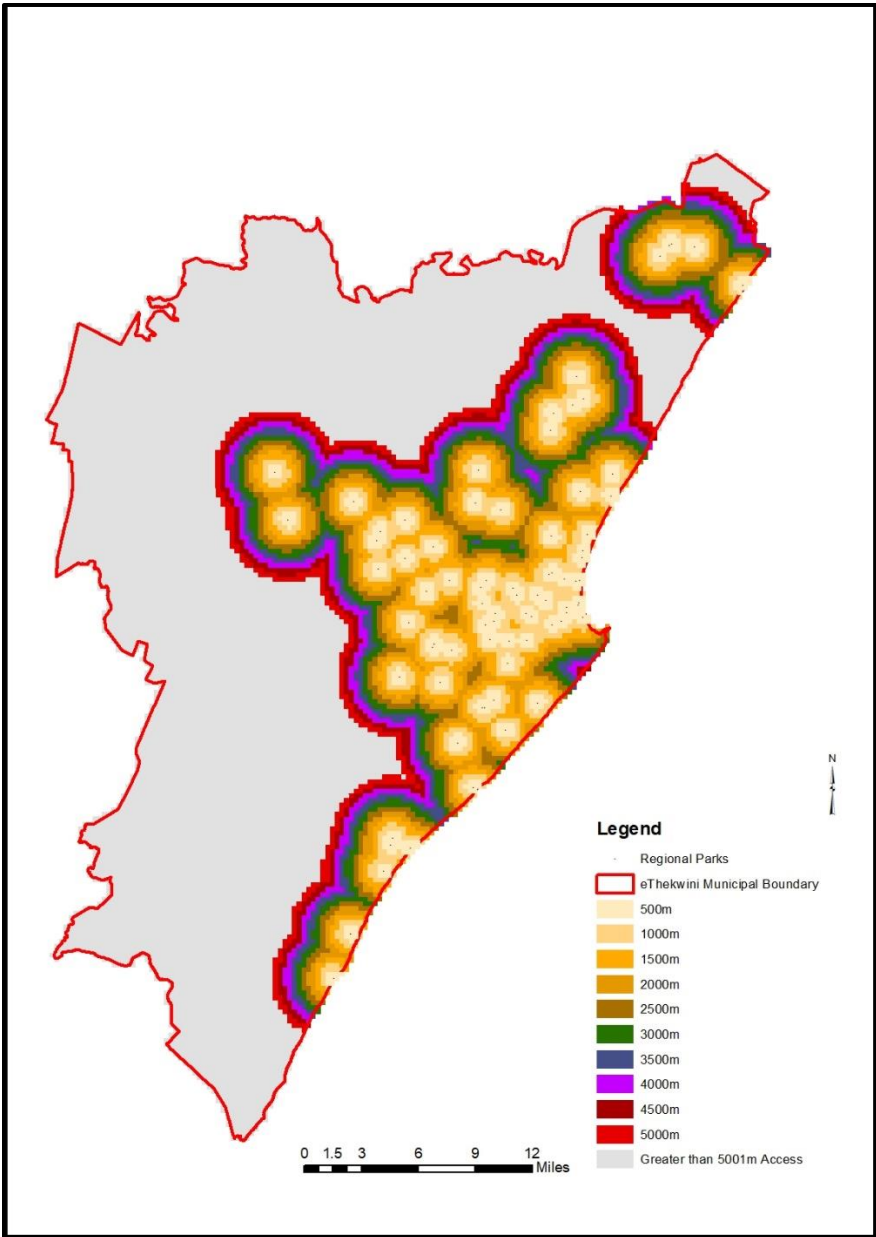 N
Legend
Regional Parks
eThekwini Municipal Boundary
500m
1000m
1500m
2000m
2500m
3000m
3500m
4000m
4500m
5000m
Greater than 5001m Access
0 1.5 3 6 9 12
Miles